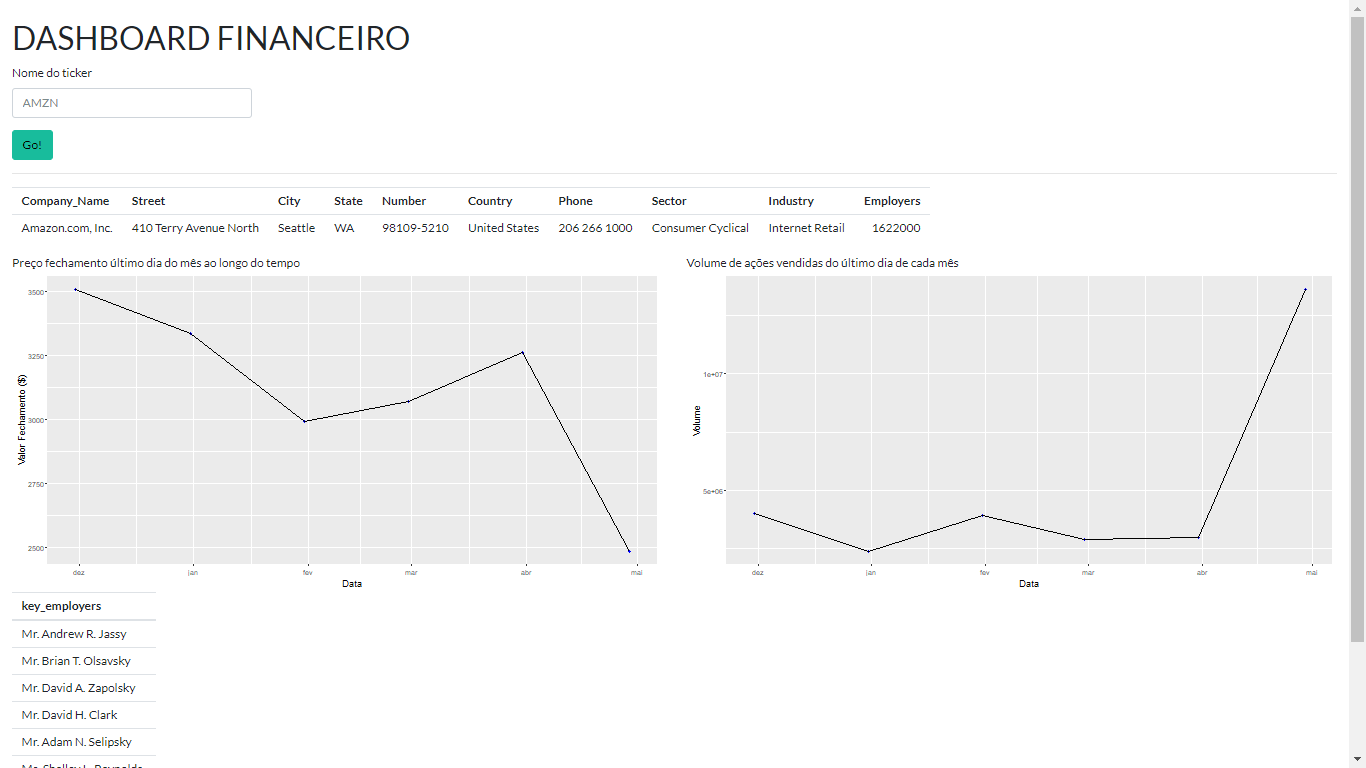 DASHBOARD FINANCEIRO
Nome do ticker
AMZN
Go!
Company_Name Street City State Number Country Phone Sector Industry Employers
Amazon.com, Inc. 410 Terry Avenue North Seattle WA 98109-5210 United States 206 266 1000 Consumer Cyclical Internet Retail 1622000
Preço fechamento último dia do mês ao longo do tempo
Valor Fechamento ($)
3500
3250
3000
2750
2500
dez jan fev mar abr mai
Data
Volume de ações vendidas do último dia de cada mês
Volume
1e+07
5e+06
dez jan fev mar abr mai
Data
key_employers
Mr. Andrew R. Jassy
Mr. Brian T. Olsavsky
Mr. David A. Zapolsky
Mr. David H. Clark
Mr. Adam N. Selipsky
Ms. Shelley L. Reynolds